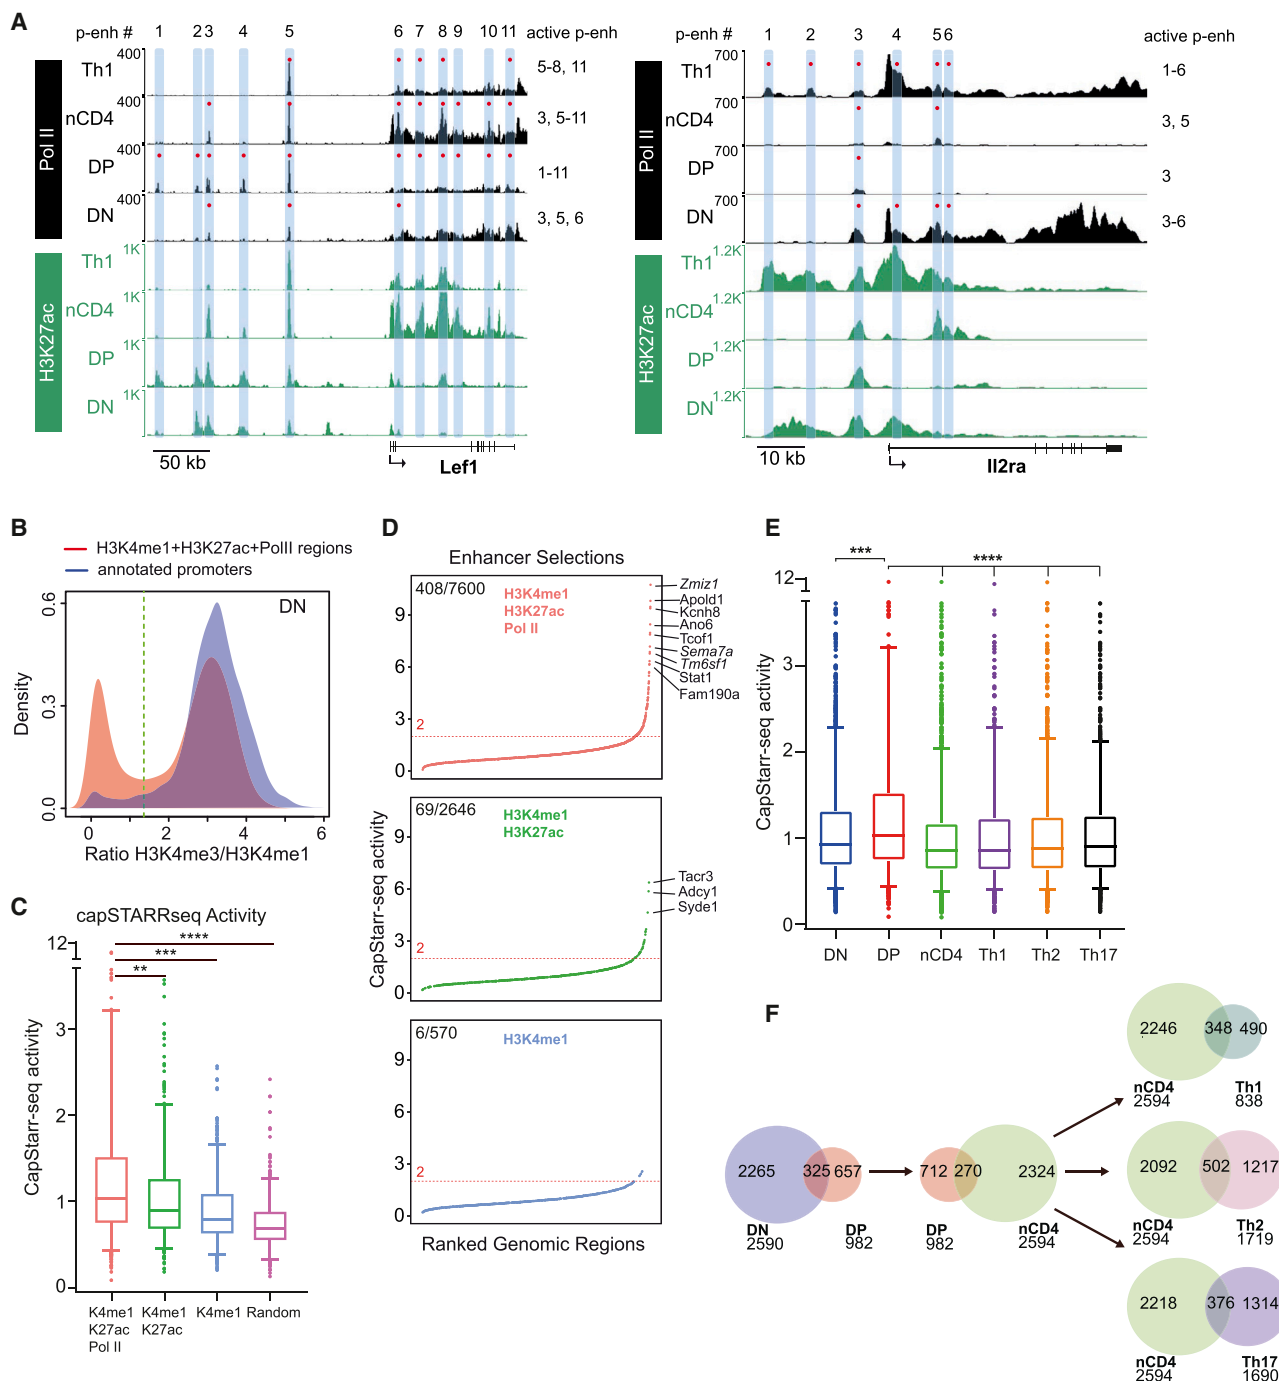 A
p-enh # 1 2 3 4 5 6 7 8 9 10 11 active p-enh
Pol II
400 Th1 5-8, 11
400 nCD4 3, 5-11
400 DP 1-11
400 DN 3, 5, 6
H3K27ac
1K Th1
1K nCD4
1K DP
1K DN
50 kb
Lef1
p-enh # 1 2 3 4 5 6 active p-enh
Pol II
700 Th1 1-6
700 nCD4 3, 5
700 DP 3
700 DN 3-6
H3K27ac
1.2K Th1
1.2K nCD4
1.2K DP
1.2K DN
10 kb
Il2ra
B
H3K4me1+H3K27ac+PolII regions
annotated promoters
DN
Density
0.6
0.3
0.0
0 2 3 4 6
Ratio H3K4me3/H3K4me1
C
capSTARRseq Activity
****
***
**
CapStarr-seq activity
12
3
2
1
0
K4me1 K4me1 K4me1 Random
K27ac K27ac
Pol II
D
Enhancer Selections
CapStarr-seq activity
408/7600
H3K4me1
H3K27ac
Pol II
9
6
3
0
2
Zmiz1
Apold1
Kcnh8
Ano6
Tcof1
Sema7a
Tm6sf1
Stat1
Fam190a
69/2646
H3K4me1
H3K27ac
9
6
3
0
2
Tacr3
Adcy1
Syde1
6/570
H3K4me1
9
6
3
0
2
Ranked Genomic Regions
E
*** ****
CapStarr-seq activity
12
3
2
1
0
DN DP nCD4 Th1 Th2 Th17
F
2265 325 657
DN DP
2590 982
712 270 2324
DP nCD4
982 2594
2246 348 490
nCD4 Th1
2594 838
2092 502 1217
nCD4 Th2
2594 1719
2218 376 1314
nCD4 Th17
2594 1690